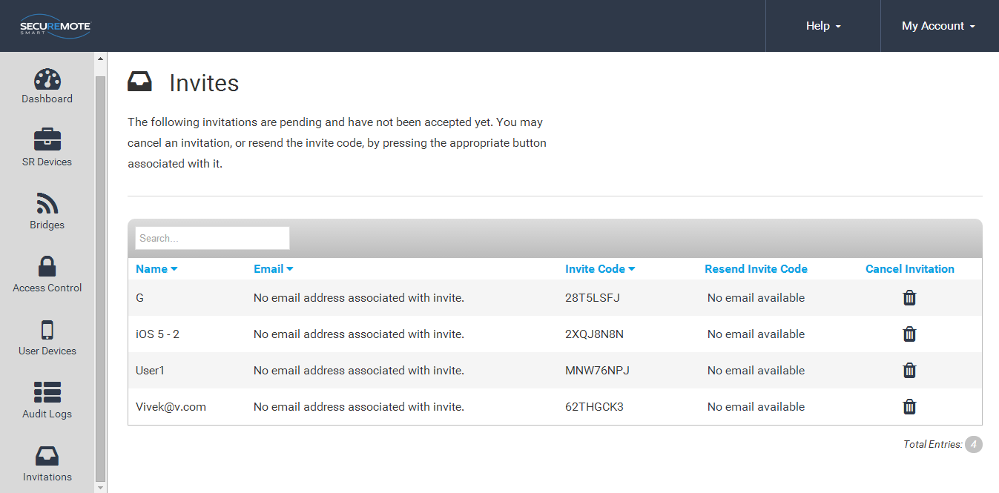 SECUREMOTE
SMART
Help
My Account
Dashboard
SR Devices
Bridges
Access Control
User Devices
Audit Logs
Invitations
Invites
The following invitations are pending and have not been accepted yet. You may
cancel an invitation, or resend the invite code, by pressing the appropriate button
associated with it.
Search...
Name Email Invite Code Resend Invite Code Cancel Invitation
G No email address associated with invite. 28T5LSFJ No email available
iOS 5 - 2 No email address associated with invite. 2XQJ8N8N No email available
User1 No email address associated with invite. MNW76NPJ No email available
Vivek@v.com No email address associated with invite. 62THGCK3 No email available
Total Entries: 4